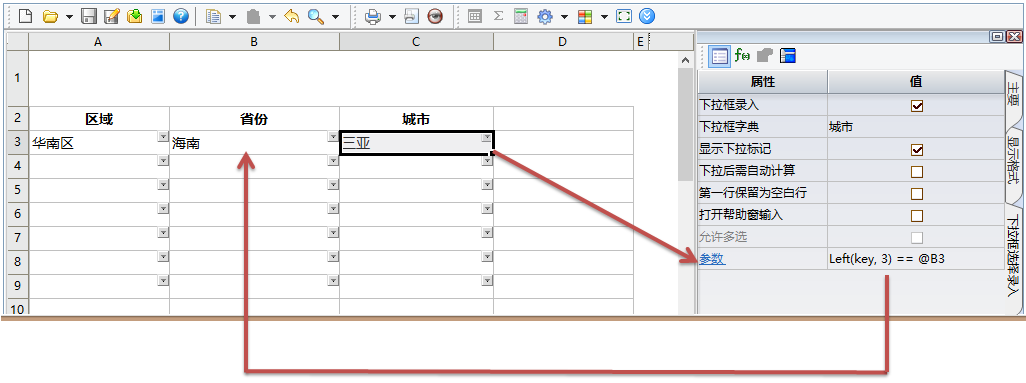 A B C D E
属性 值
1
主要
显示格式
下拉框选择录入
下拉框录入
下拉框字典 城市
显示下拉标记
下拉后需自动计算
第一行保留为空白行
打开帮助窗输入
允许多选
参数 Left(key, 3) == @B3
2 区域 省份 城市
3 华南区 海南 三亚
4
5
6
7
8
9
10